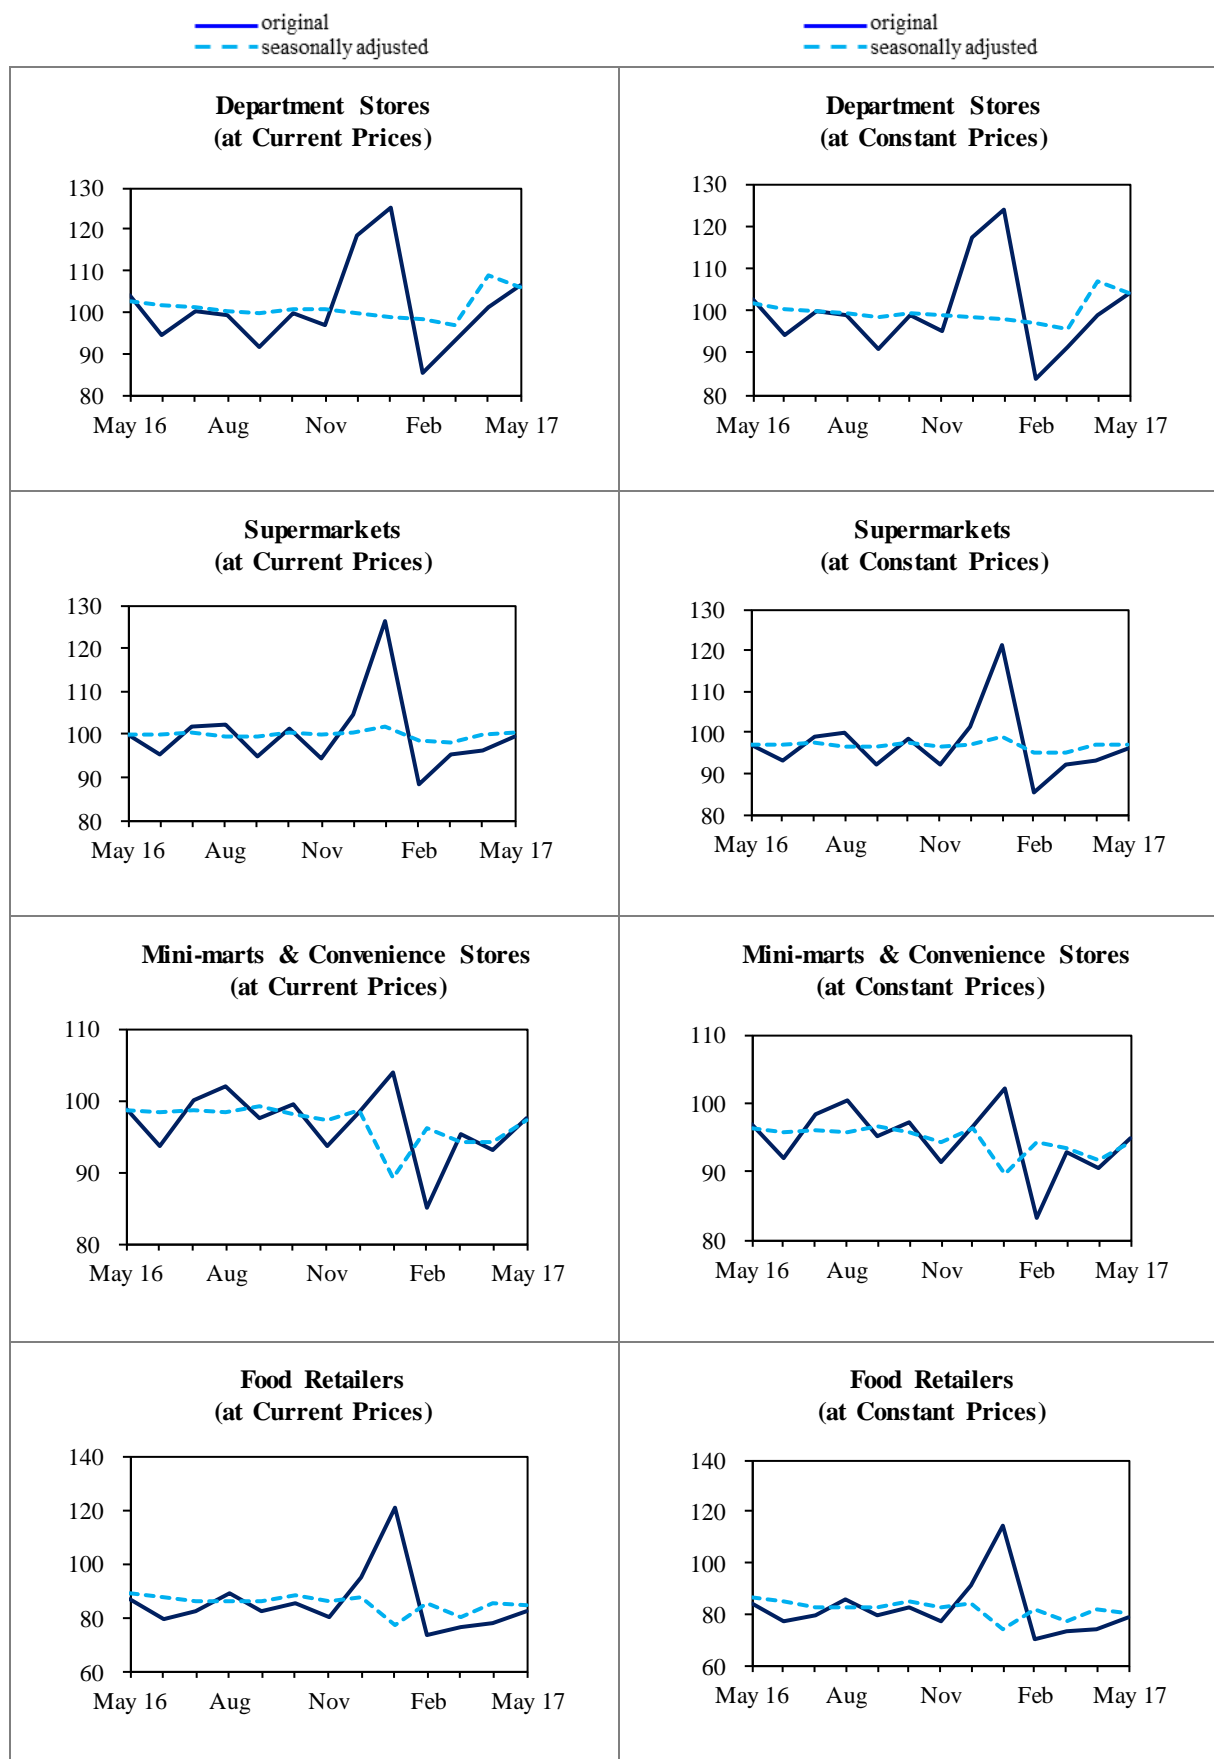 original
seasonally adjusted
original
seasonally adjusted
Department Stores
(at Current Prices)
130
120
110
100
90
80
May 16 Aug Nov Feb May 17
Department Stores
(at Constant Prices)
130
120
110
100
90
80
May 16 Aug Nov Feb May 17
Supermarkets
(at Current Prices)
130
120
110
100
90
80
May 16 Aug Nov Feb May 17
Supermarkets
(at Constant Prices)
130
120
110
100
90
80
May 16 Aug Nov Feb May 17
Mini-marts & Convenience Stores
(at Current Prices)
110
100
90
80
May 16 Aug Nov Feb May 17
Mini-marts & Convenience Stores
(at Constant Prices)
110
100
90
80
May 16 Aug Nov Feb May 17
Food Retailers
(at Current Prices)
140
120
100
80
60
May 16 Aug Nov Feb May 17
Food Retailers
(at Constant Prices)
140
120
100
80
60
May 16 Aug Nov Feb May 17